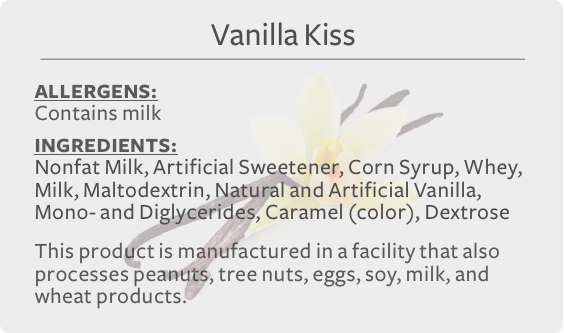 Vanilla Kiss
ALLERGENS:
Contains milk
INGREDIENTS:
Nonfat Milk, Artificial Sweetener, Corn Syrup, Whey,
Milk, Maltodextrin, Natural and Artificial Vanilla,
Mono- and Diglycerides, Caramel (color), Dextrose
This product is manufactured in a facility that also
processes peanuts, tree nuts, eggs, soy, milk, and
wheat products.